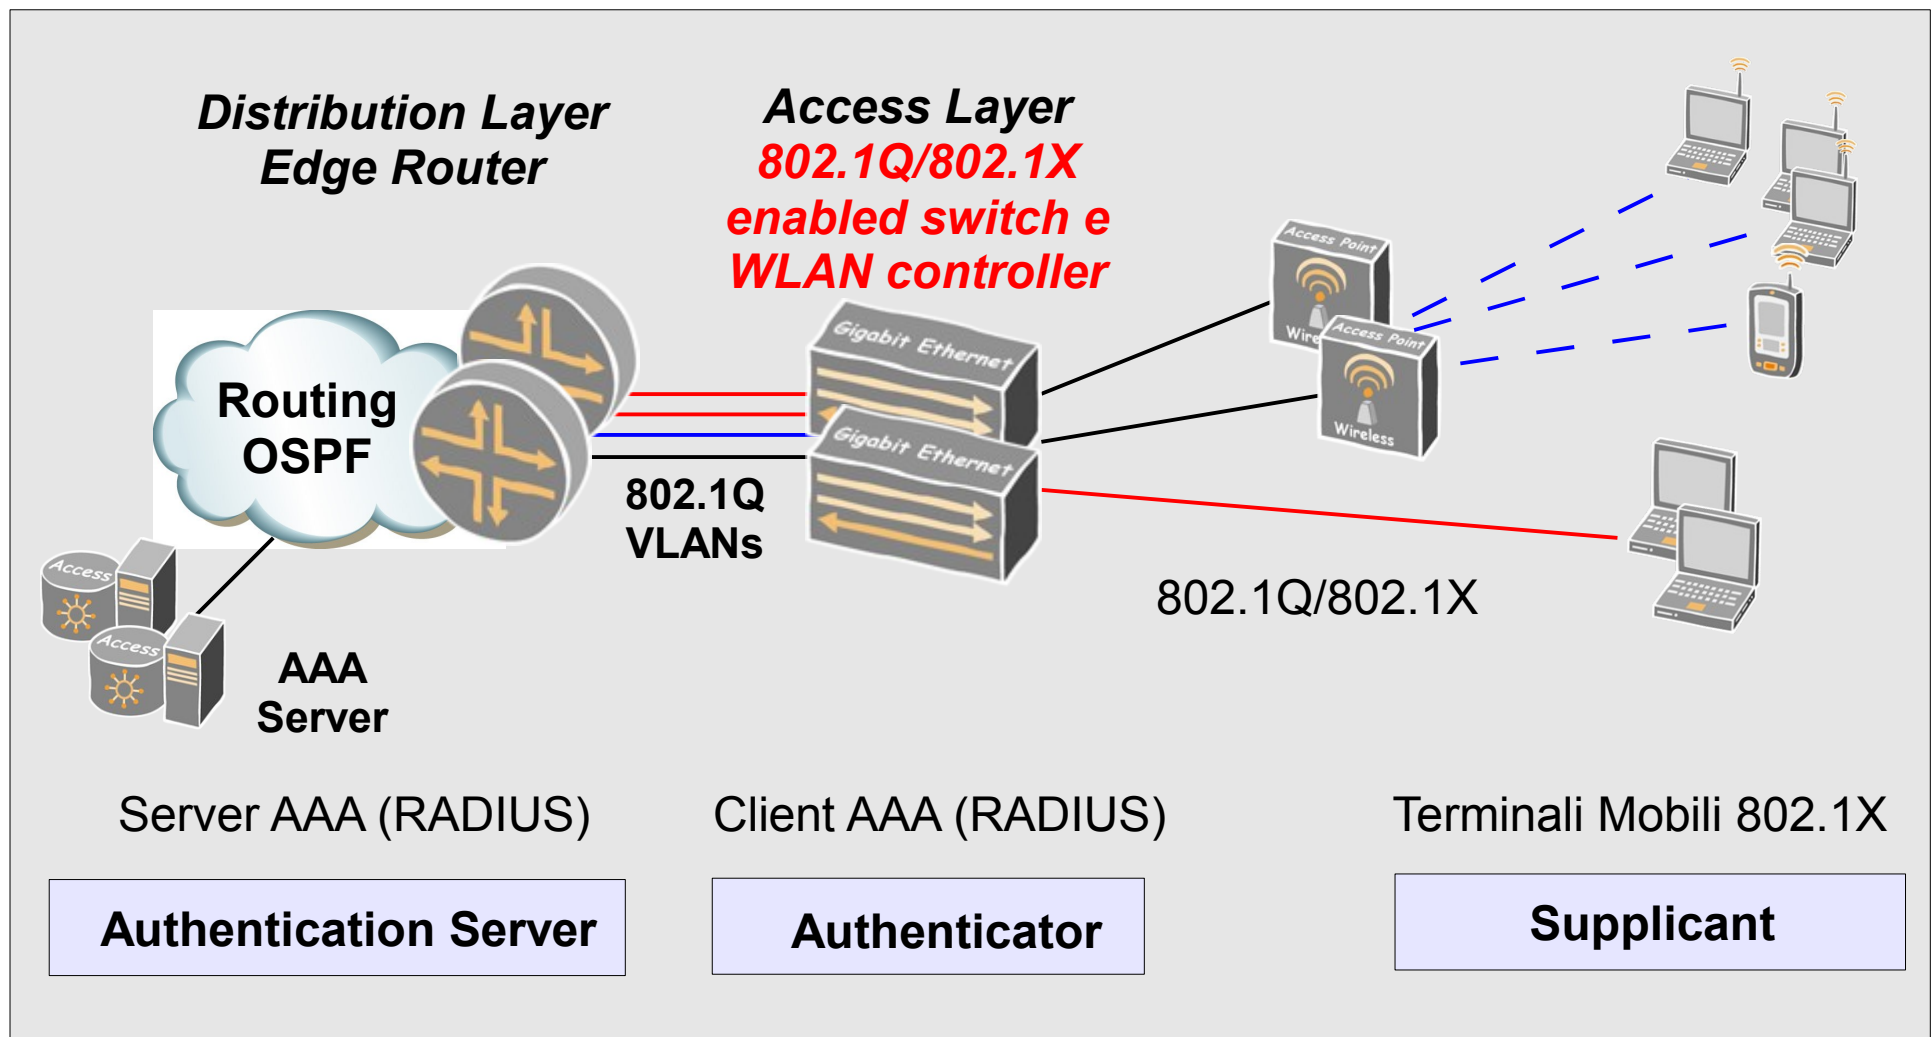 Distribution Layer
Edge Router
Access Layer
802.1Q/802.1X
enabled switch e
WLAN controller
Access Point
Wire
Access Point
Wireless
Gigabit Ethernet
Gigabit Ethernet
Routing
OSPF
802.1Q
VLANs
802.1Q/802.1X
Access
Access
AAA
Server
Server AAA (RADIUS)
Client AAA (RADIUS)
Terminali Mobili 802.1X
Authentication Server
Authenticator
Supplicant